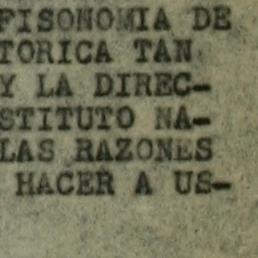 FISONOMIA DE
TORICA TAN
Y LA DIREC-
STITUTO NA-
LAS RAZONES
HACER A US-